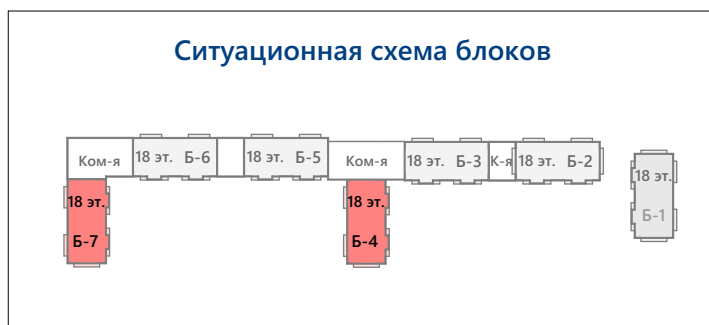 Ситуационная схема блоков
Ком-я
18 эт. Б-6
18 эт. Б-5
Ком-я
18 эт. Б-3
К-я
18 эт. Б-2
18 эт.
Б-1
18 эт.
Б-7
18 эт.
Б-4